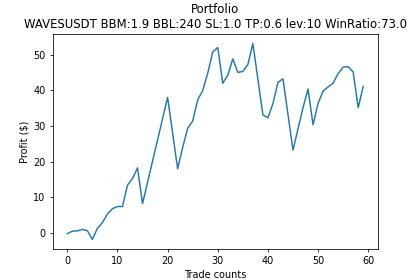 Portfolio
WAVESUSDT BBM:1.9 BBL:240 SL:1.0 TP:0.6 lev:10 WinRatio:73.0
50
40
30
20
10
0
Profit ($)
0 10 20 30 40 50 60
Trade counts